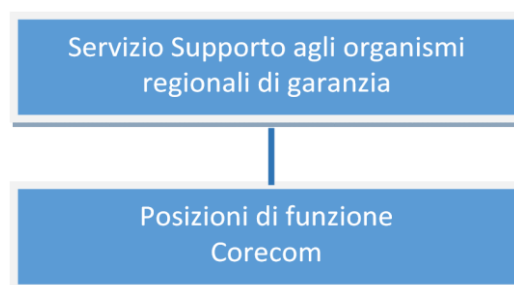 Servizio Supporto agli organismi
regionali di garanzia
Posizioni di funzione
Corecom